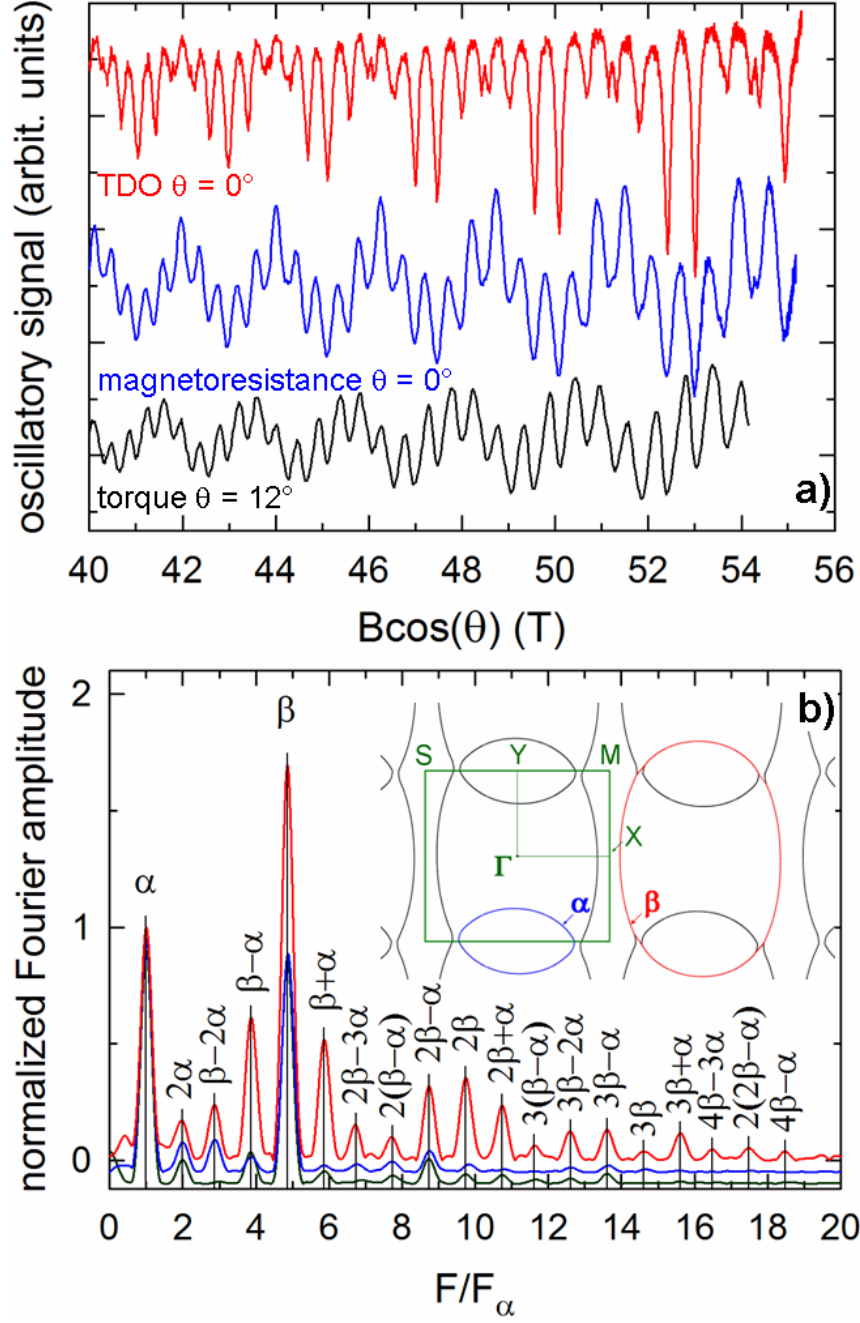 oscillatory signal (arbit. units)
TDO θ = 0°
magnetoresistance θ = 0°
torque θ = 12°
a)
40 42 44 46 48 50 52 54 56
Bcos(θ) (T)
normalized Fourier amplitude
2
1
0
b)
α
2α
β−2α
β−α
β
β+α
2β−3α
2(β−α)
2β−α
2β
2β+α
3(β−α)
3β−2α
3β−α
3β
3β+α
4β−3α
2(2β−α)
4β−α
S Y M
X
Γ
α
β
0 2 4 6 8 10 12 14 16 18 20
F/Fα